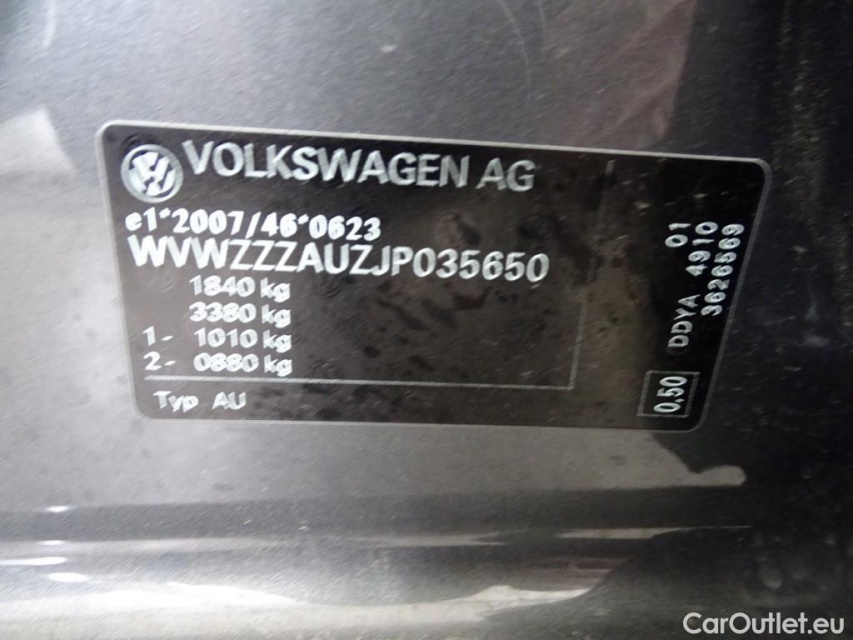 VOLKSWAGEN AG
e1*2007/46*0623
WVWZZZAUZJP035650
1840 kg
3380 kg
1- 1010 kg
2- 0880 kg
Typ AU
01
DDYA 4910
3626569
0,50
CarOutlet.eu